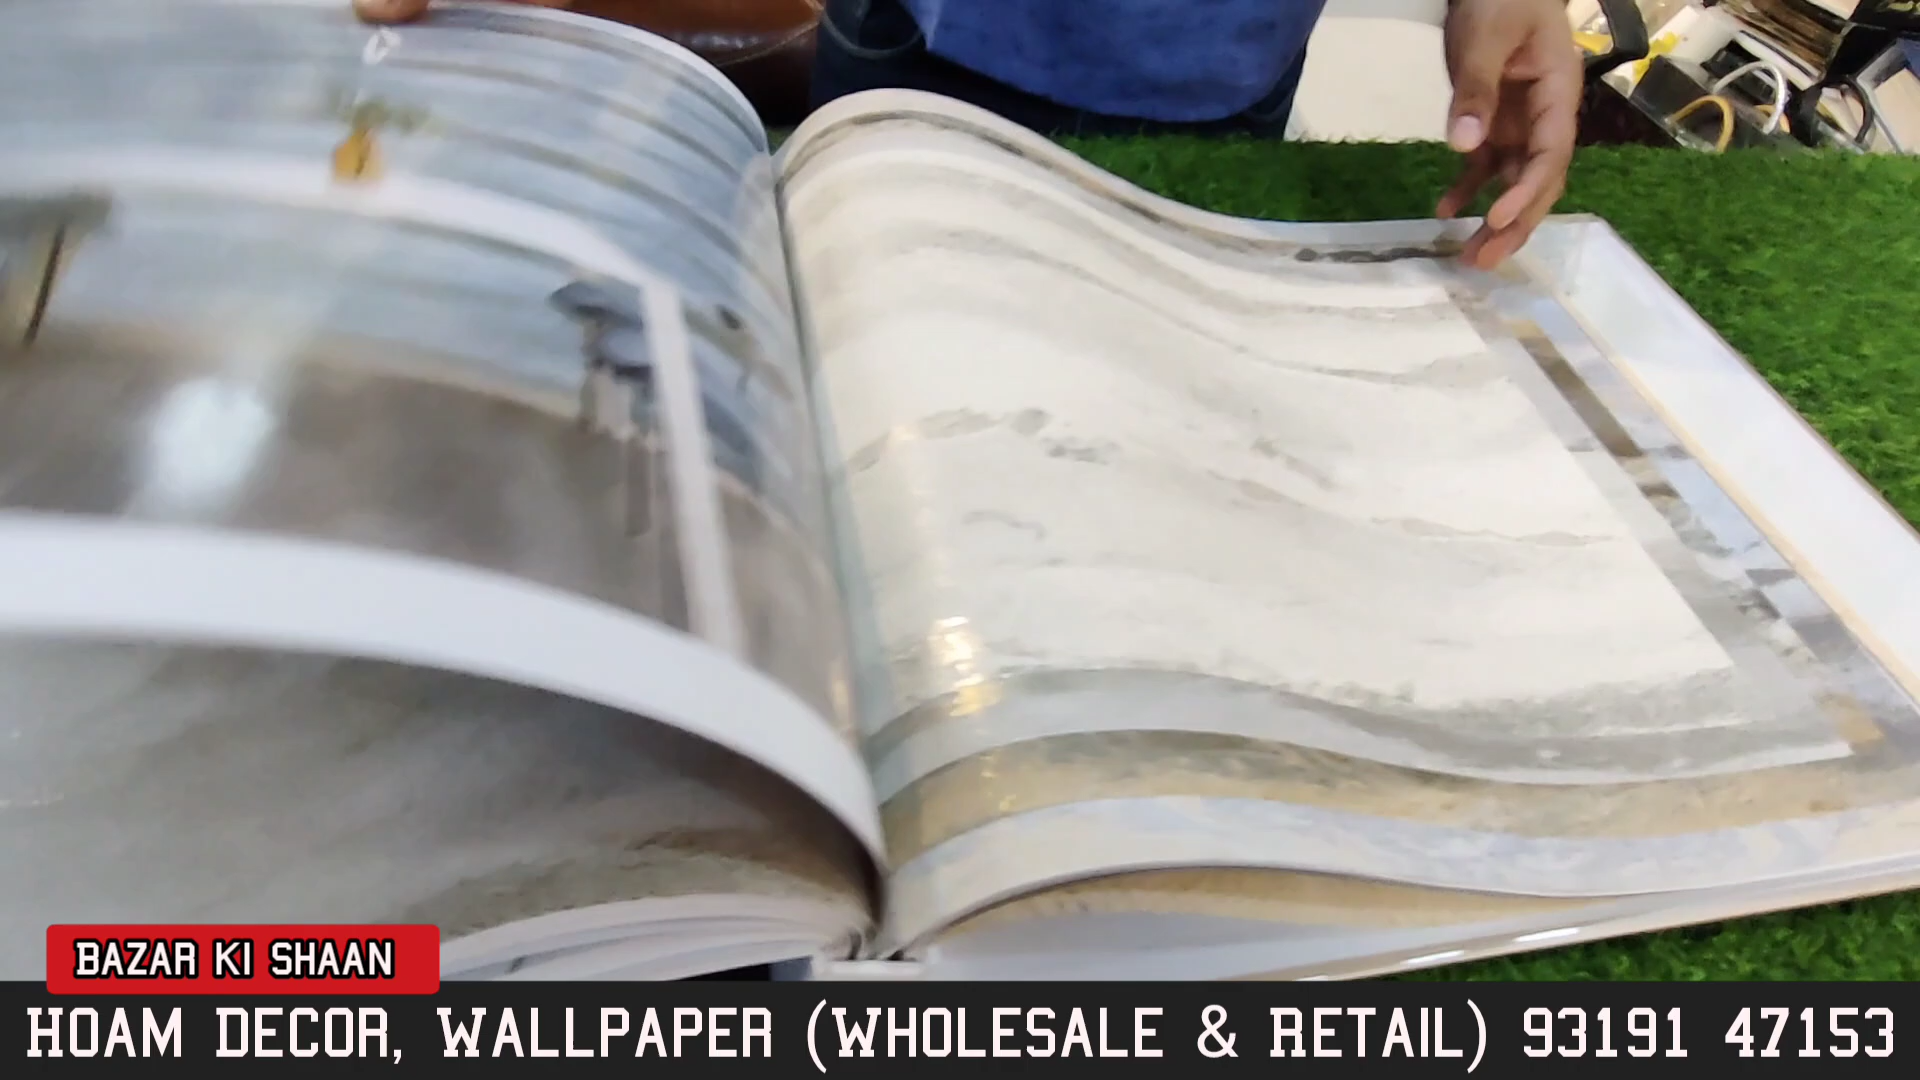 BAZAR KI SHAAN
HOAM DECOR, WALLPAPER (WHOLESALE & RETAIL) 93191 47153